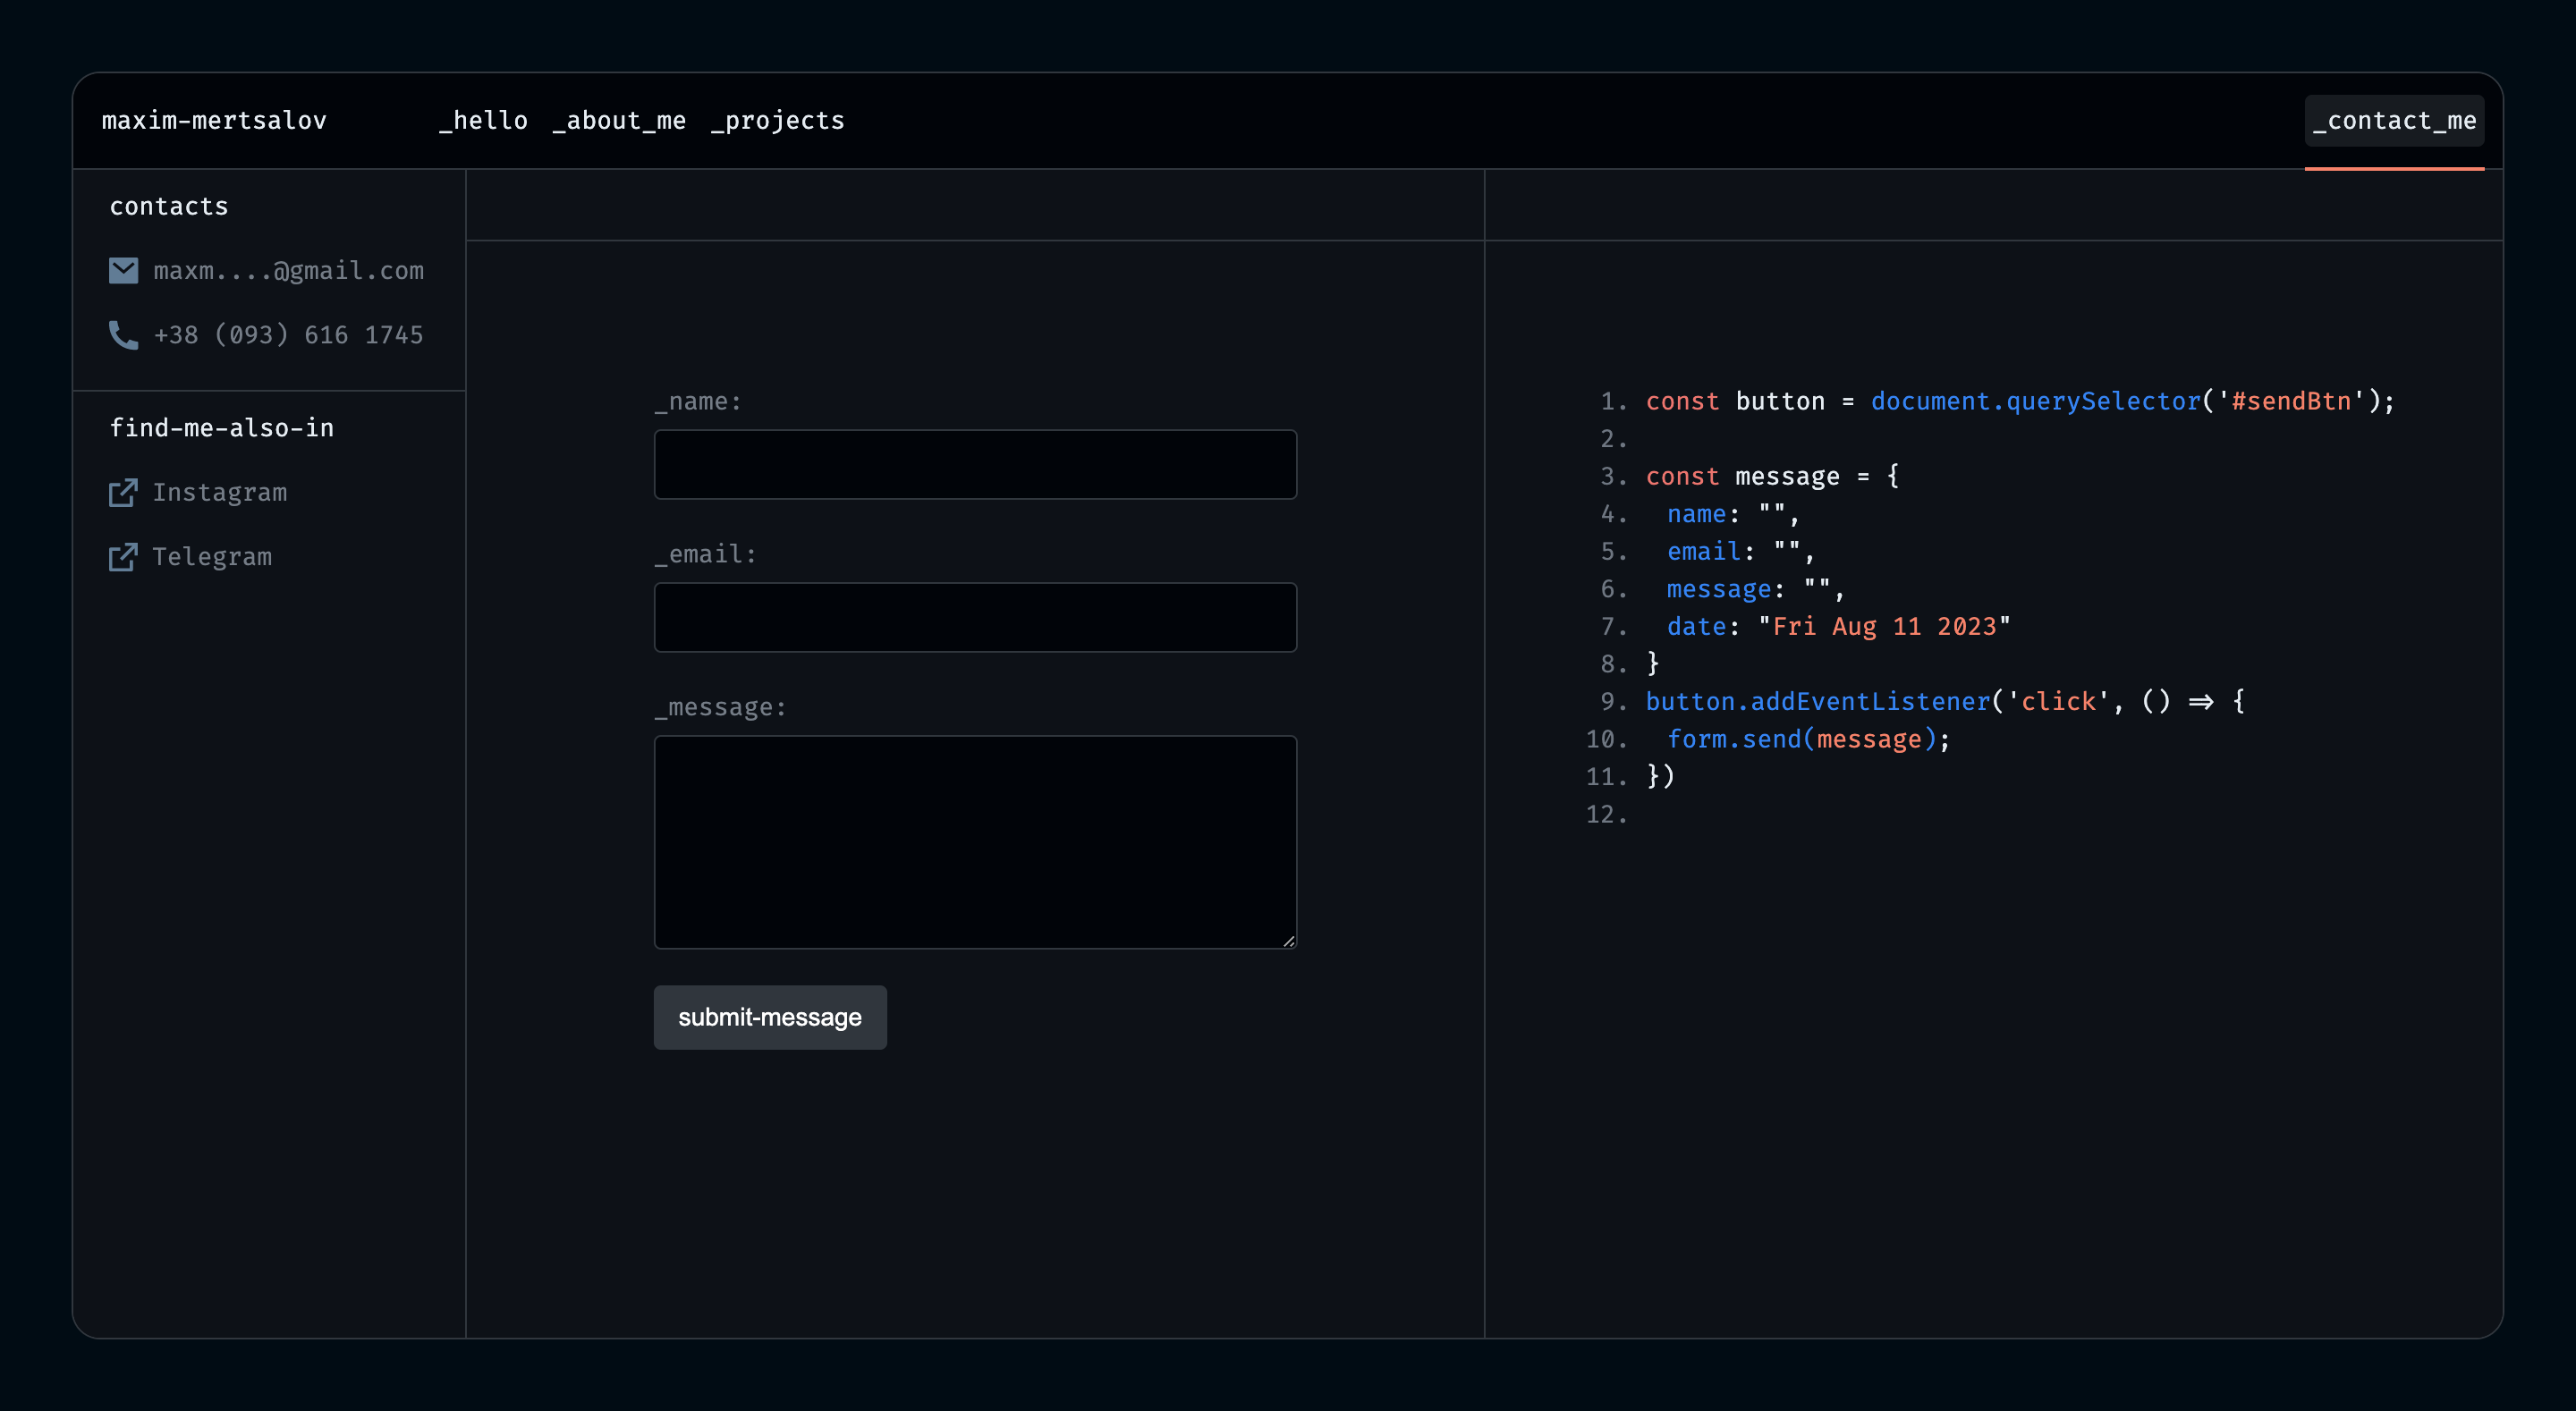 maxim-mertsalov _hello _about_me _projects _contact_me
contacts
maxm....@gmail.com
+38 (093) 616 1745
find-me-also-in
Instagram
Telegram
_name:
_email:
_message:
submit-message
1. const button = document.querySelector('#sendBtn');
2.
3. const message = {
4. name: "",
5. email: "",
6. message: "",
7. date: "Fri Aug 11 2023"
8. }
9. button.addEventListener('click', () => {
10. form.send(message);
11. })
12.